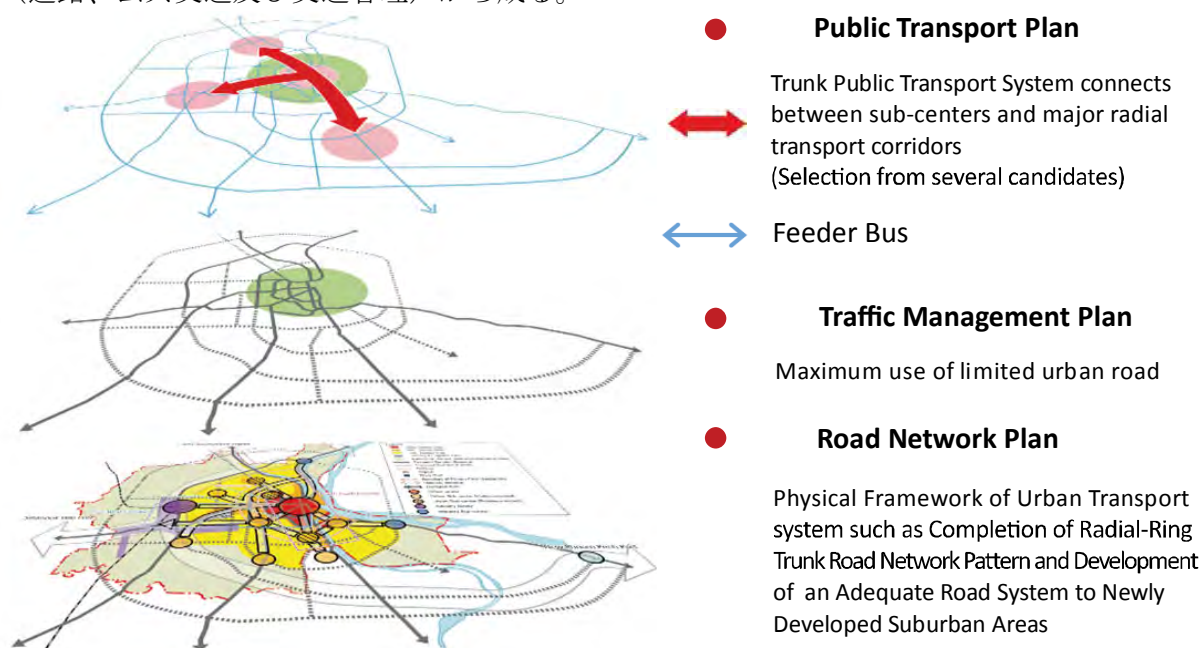 Public Transport Plan
Trunk Public Transport System connects
between sub-centers and major radial
transport corridors
(Selection from several candidates)
Feeder Bus
Traffic Management Plan
Maximum use of limited urban road
Road Network Plan
Physical Framework of Urban Transport
system such as Completion of Radial-Ring
Trunk Road Network Pattern and Development
of an Adequate Road System to Newly
Developed Suburban Areas